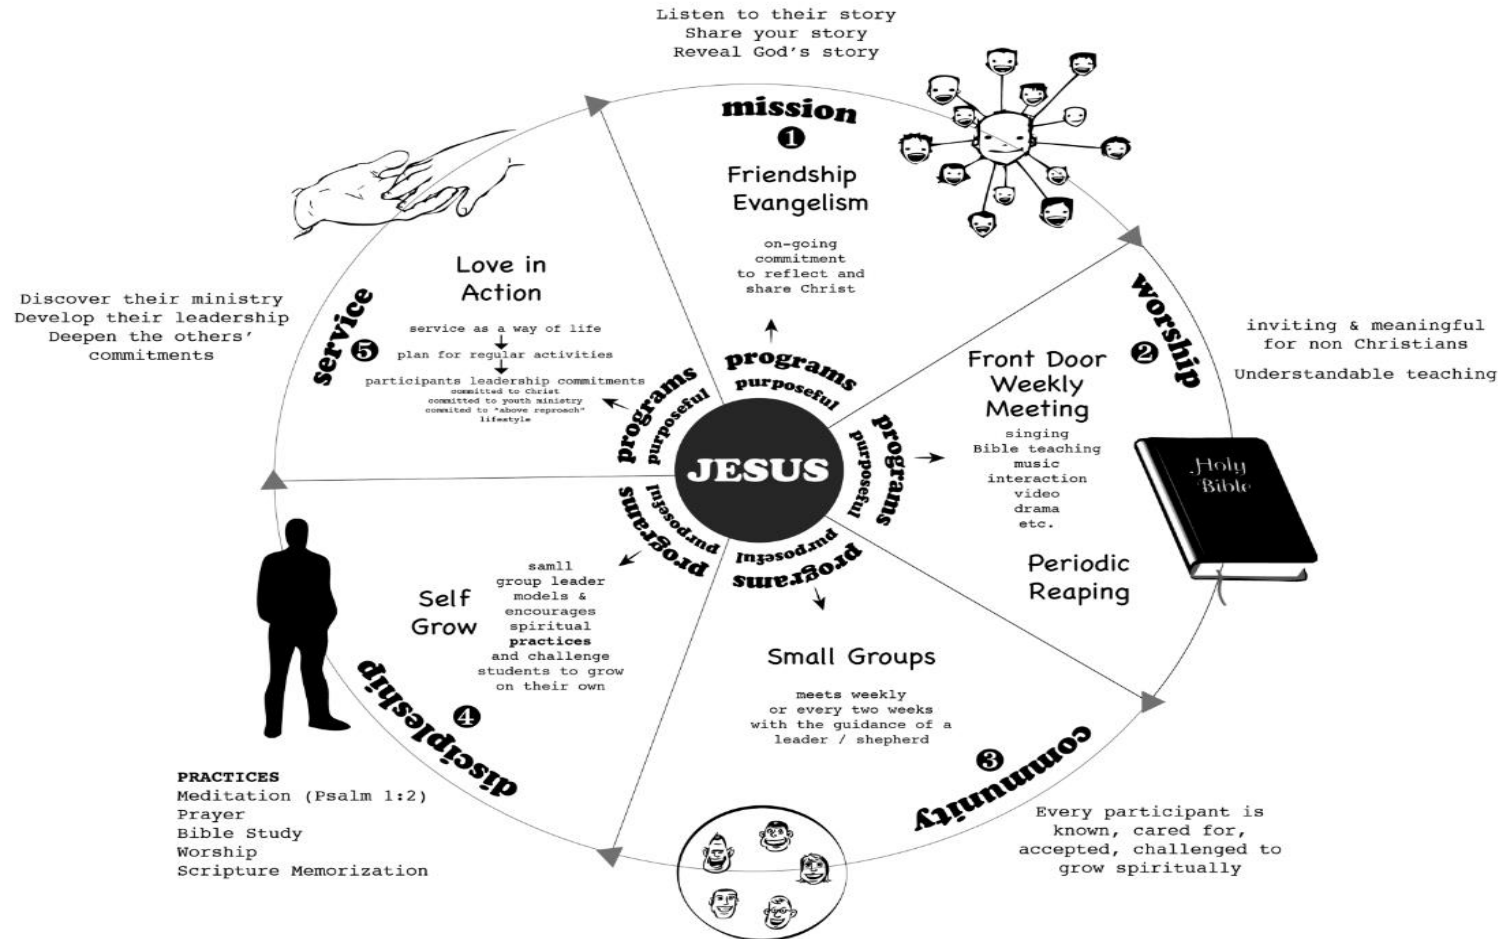 Listen to their story
Share your story
Reveal God's story
mission
1
Friendship
Evangelism
on-going
commitment
to reflect and
share Christ
programs
purposeful
worship
2
inviting & meaningful
for non Christians
Understandable teaching
Front Door
Weekly
Meeting
singing
Bible teaching
music
interaction
video
drama
etc.
Periodic
Reaping
Holy
Bible
programs
purposeful
JESUS
community
3
Every participant is
known, cared for,
accepted, challenged to
grow spiritually
Small Groups
meets weekly
or every two weeks
with the guidance of a
leader / shepherd
purposeful
programs
discipleship
4
Self
Grow
samll
group leader
models &
encourages
spiritual
practices
and challenge
students to grow
on their own
purposeful
programs
PRACTICES
Meditation (Psalm 1:2)
Prayer
Bible Study
Worship
Scripture Memorization
service
5
Discover their ministry
Develop their leadership
Deepen the others'
commitments
Love in
Action
service as a way of life
plan for regular activities
participants leadership commitments
committed to Christ
committed to youth ministry
commited to "above reproach"
lifestyle
programs
purposeful